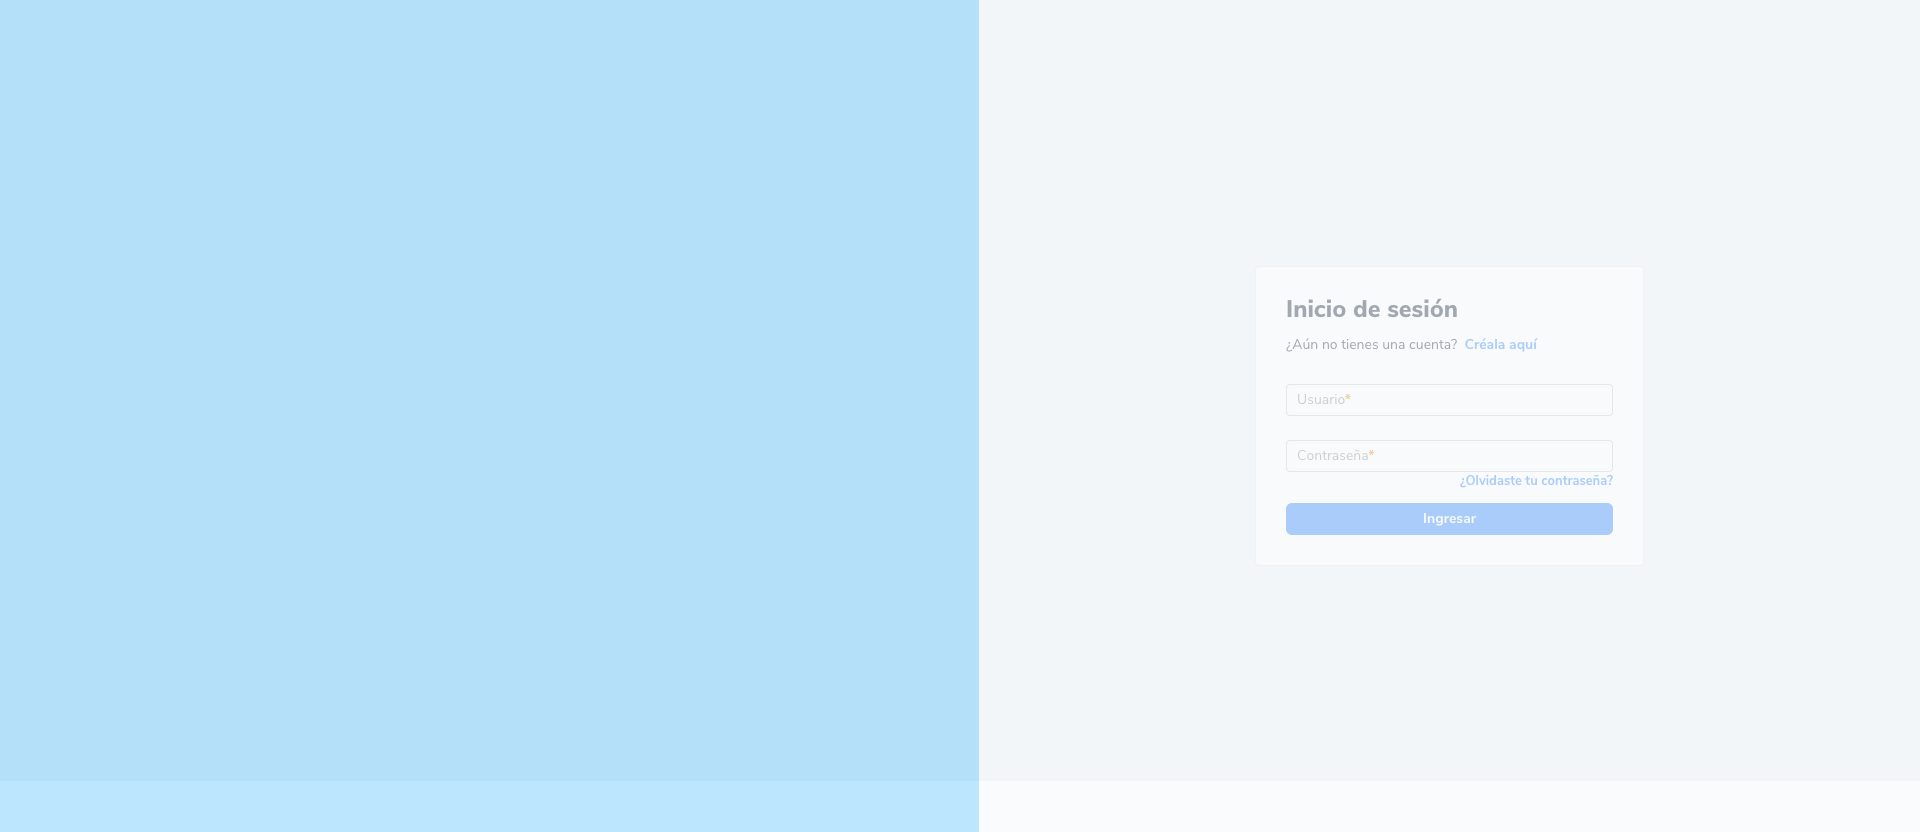 Inicio de sesión
¿Aún no tienes una cuenta? Créala aquí
Usuario*
Contraseña*
¿Olvidaste tu contraseña?
Ingresar